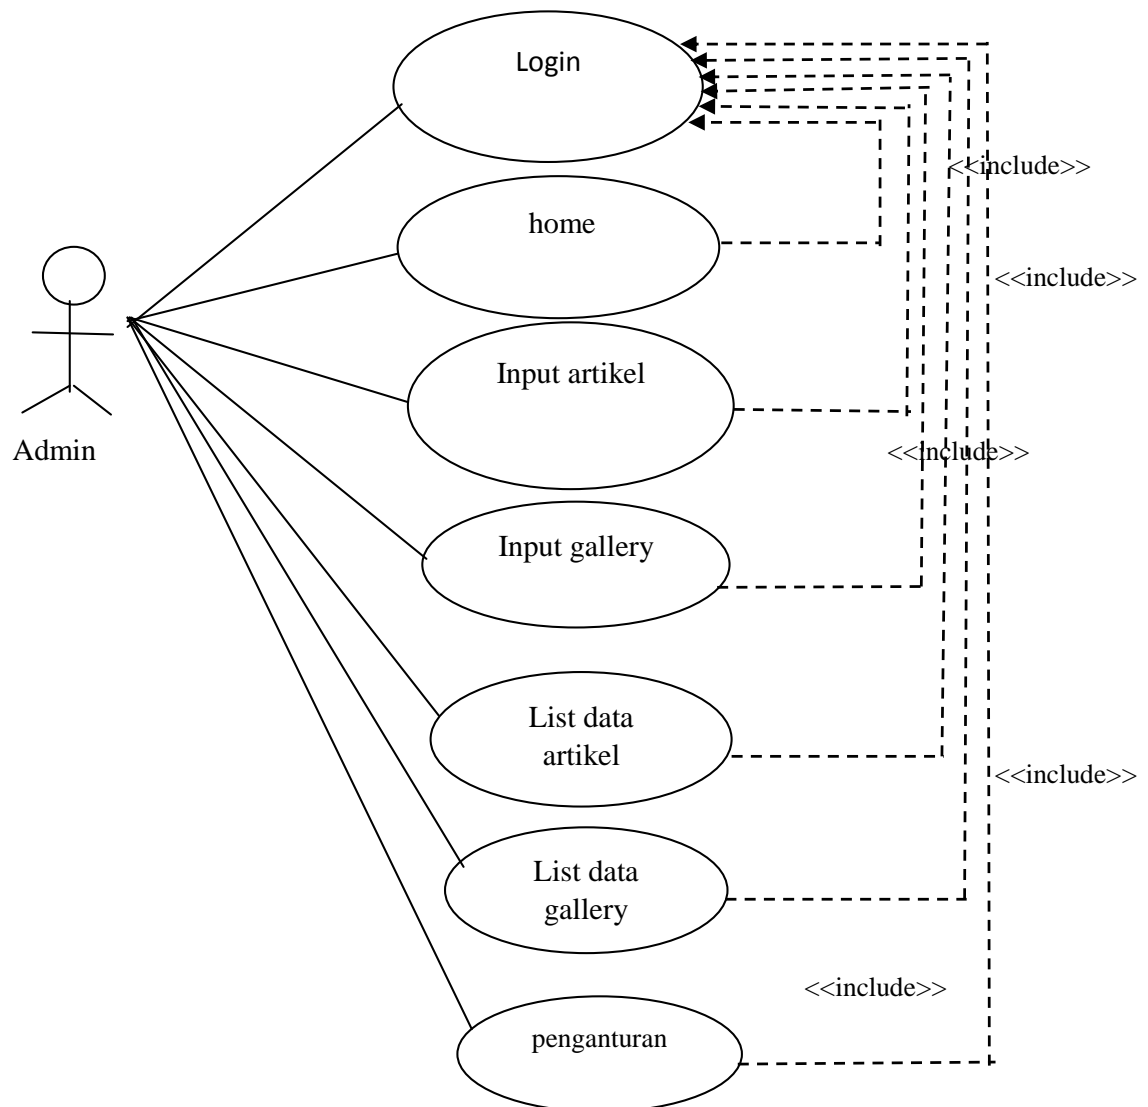 Login
<<include>>
home
<<include>>
Input artikel
Admin
<<include>>
Input gallery
List data
artikel
<<include>>
List data
gallery
<<include>>
penganturan